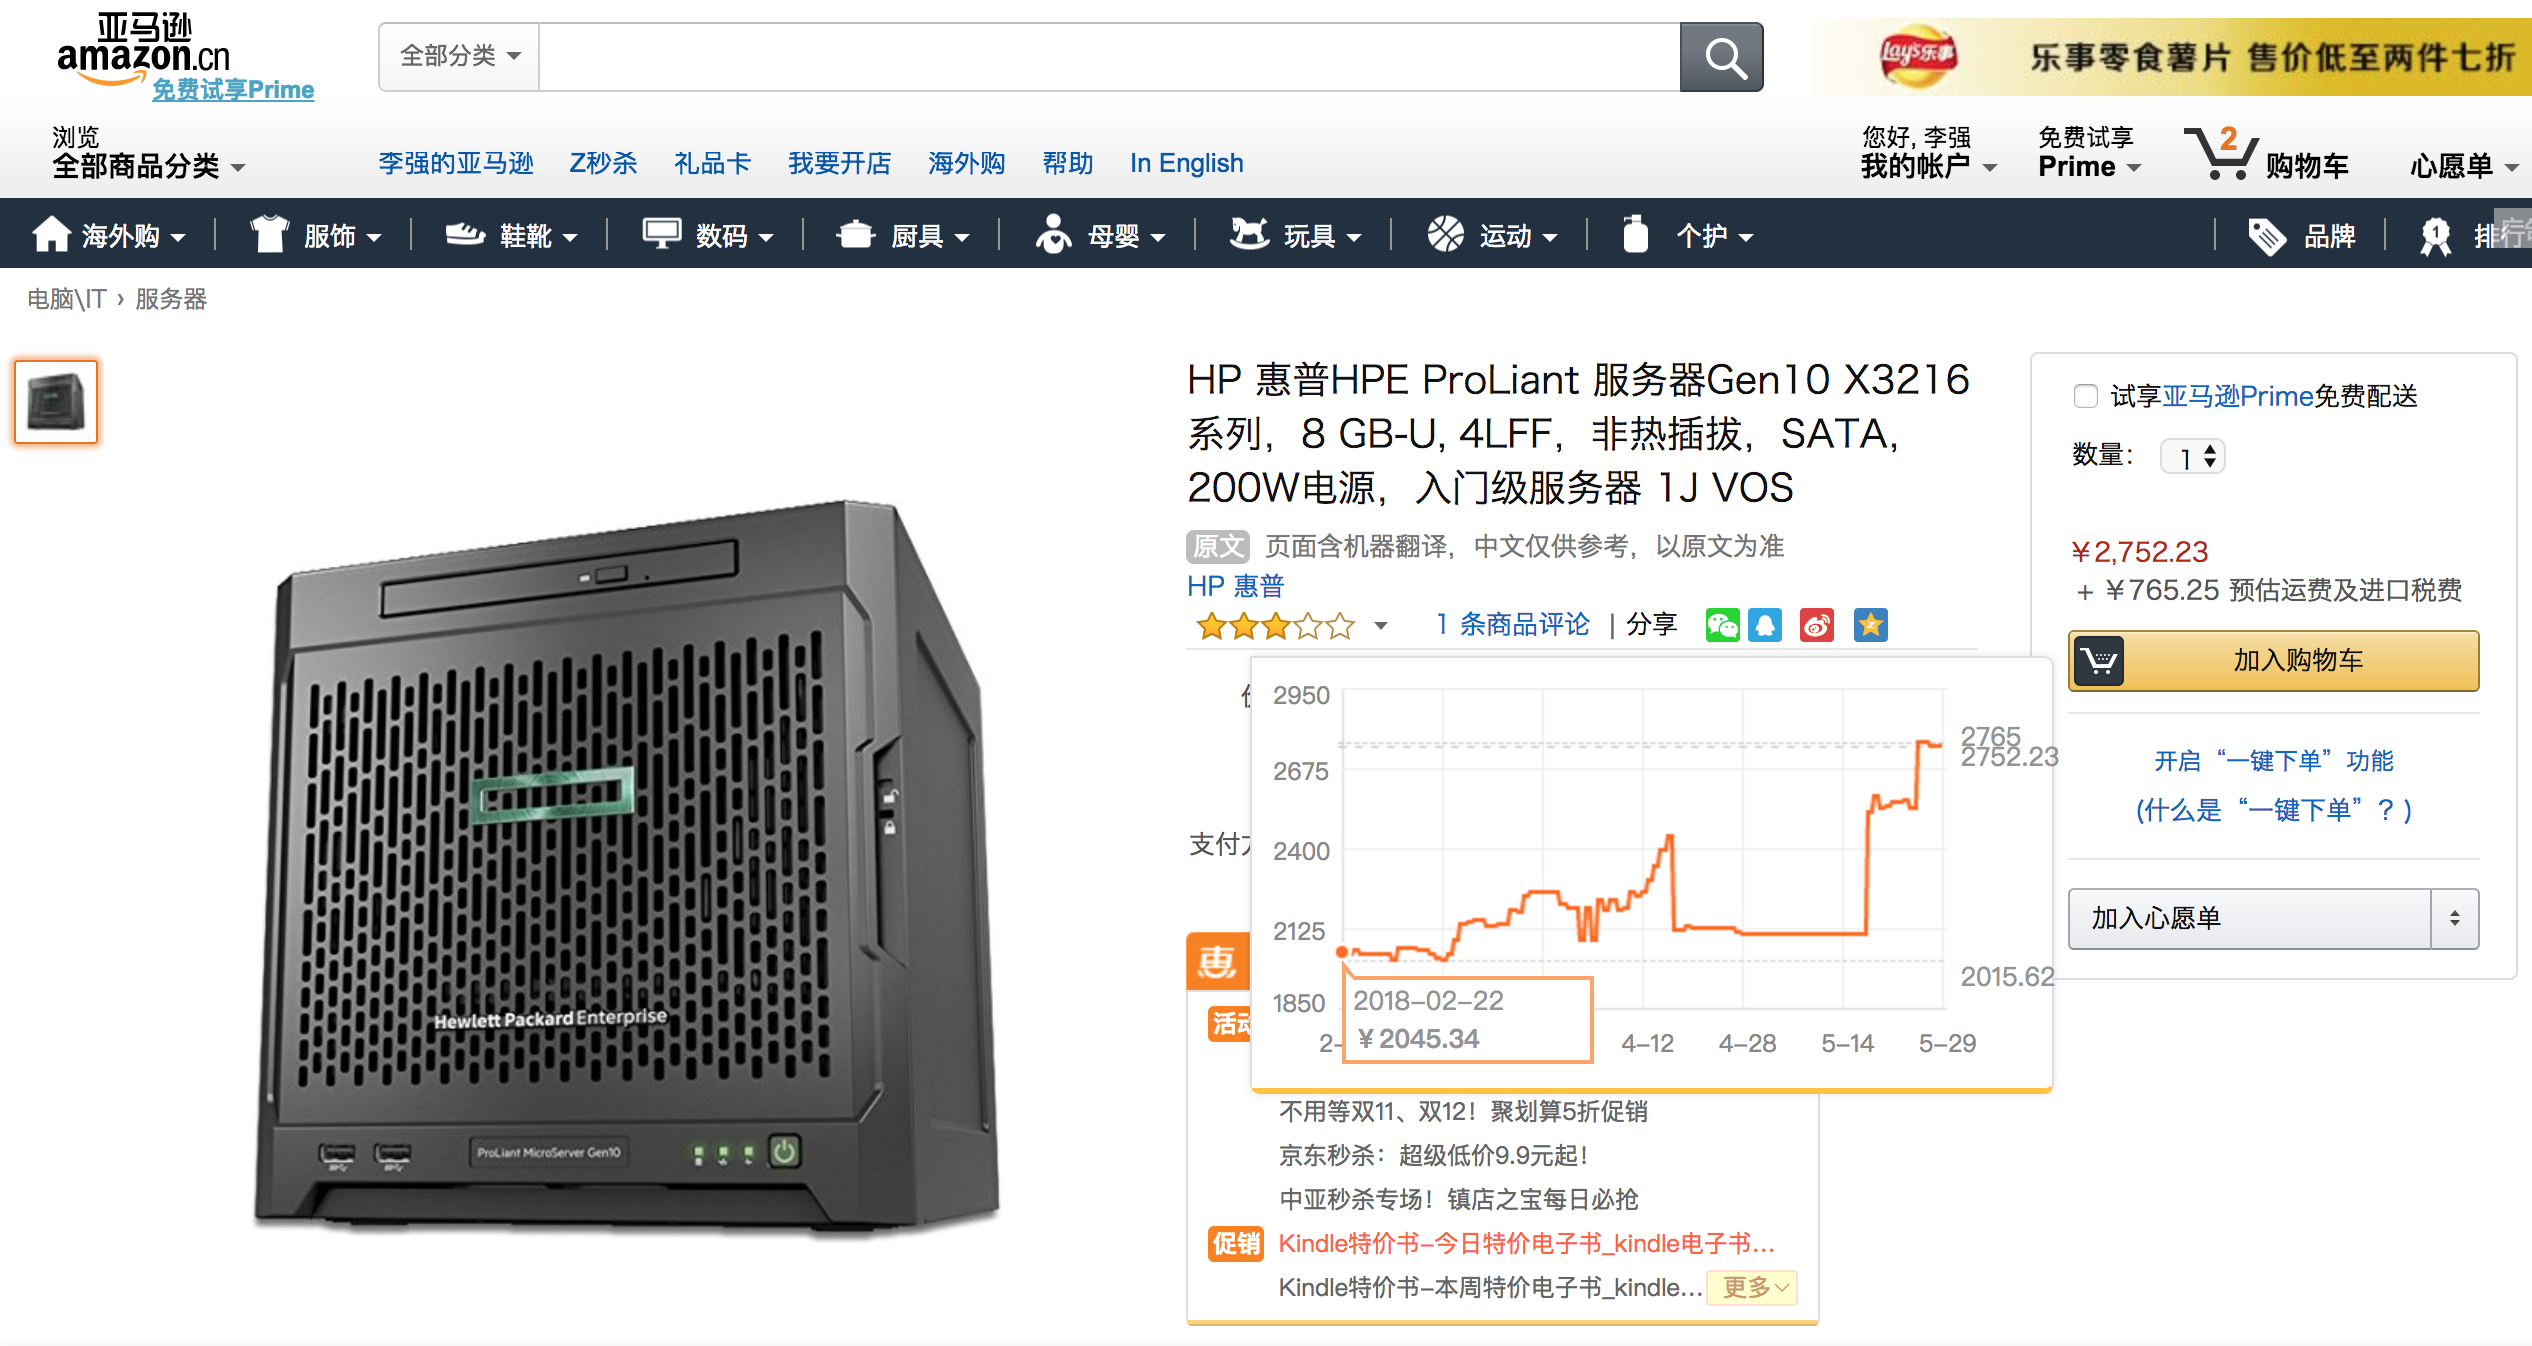 亚马逊
amazon.cn
免费试享Prime
全部分类
Lay's乐事
乐事零食薯片 售价低至两件七折
浏览
全部商品分类
李强的亚马逊
Z秒杀
礼品卡
我要开店
海外购
帮助
In English
您好, 李强
我的帐户
免费试享
Prime
2
购物车
心愿单
海外购
服饰
鞋靴
数码
厨具
母婴
玩具
运动
个护
品牌
1
排行
电脑\IT › 服务器
HP 惠普HPE ProLiant 服务器Gen10 X3216
系列，8 GB-U, 4LFF，非热插拔，SATA，
200W电源，入门级服务器 1J VOS
原文 页面含机器翻译，中文仅供参考，以原文为准
HP 惠普
1 条商品评论 | 分享
支付
惠
活动
2950
2675
2400
2125
1850
2765
2752.23
2015.62
2018-02-22
¥2045.34
2-
4-12
4-28
5-14
5-29
不用等双11、双12！聚划算5折促销
京东秒杀：超级低价9.9元起！
中亚秒杀专场！镇店之宝每日必抢
促销 Kindle特价书-今日特价电子书_kindle电子书...
Kindle特价书-本周特价电子书_kindle... 更多
试享亚马逊Prime免费配送
数量： 1
¥2,752.23
+ ¥765.25 预估运费及进口税费
加入购物车
开启“一键下单”功能
(什么是“一键下单”？)
加入心愿单
Hewlett Packard Enterprise
ProLiant MicroServer Gen10